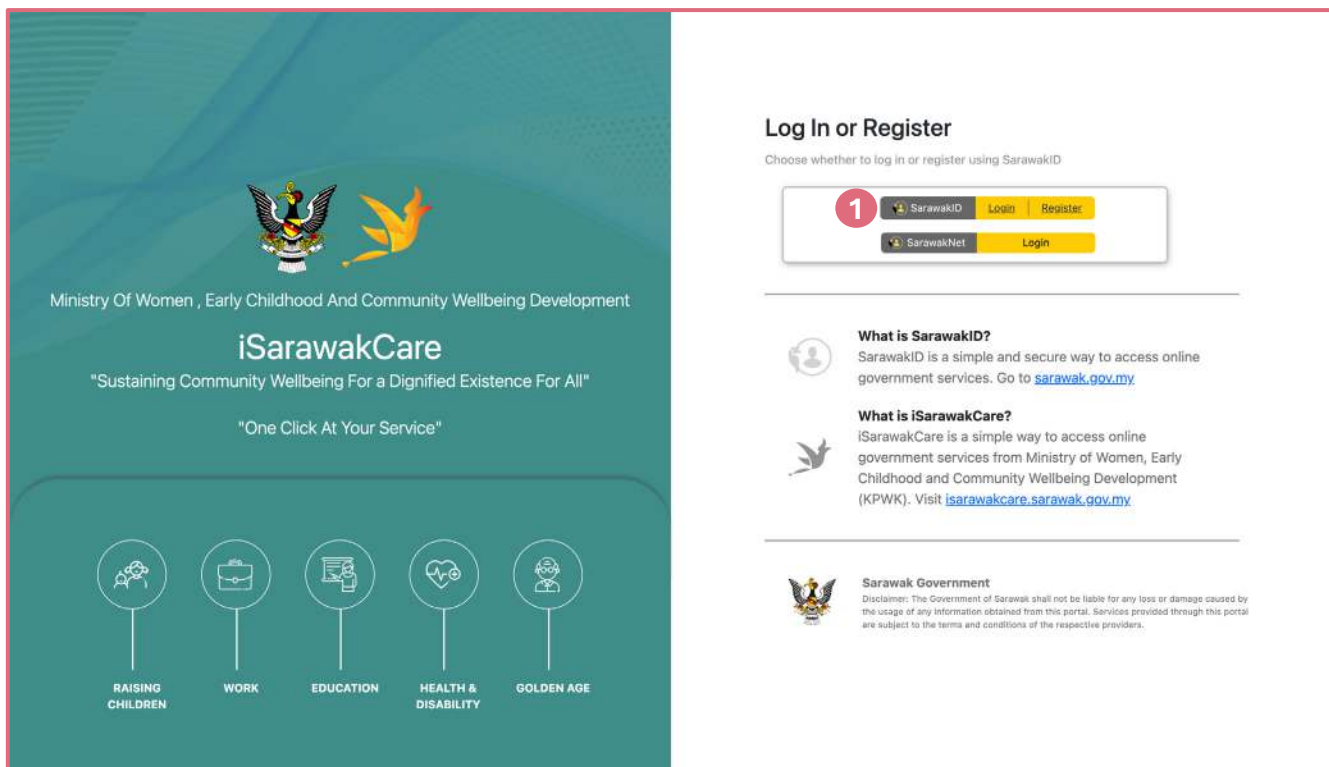 Ministry Of Women , Early Childhood And Community Wellbeing Development
iSarawakCare
"Sustaining Community Wellbeing For a Dignified Existence For All"
"One Click At Your Service"
RAISING
CHILDREN
WORK
EDUCATION
HEALTH &
DISABILITY
GOLDEN AGE
Log In or Register
Choose whether to log in or register using SarawakID
1
SarawakID Login Register
SarawakNet Login
What is SarawakID?
SarawakID is a simple and secure way to access online
government services. Go to sarawak.gov.my
What is iSarawakCare?
iSarawakCare is a simple way to access online
government services from Ministry of Women, Early
Childhood and Community Wellbeing Development
(KPWK). Visit isarawakcare.sarawak.gov.my
Sarawak Government
Disclaimer: The Government of Sarawak shall not be liable for any loss or damage caused by
the usage of any information obtained from this portal. Services provided through this portal
are subject to the terms and conditions of the respective providers.